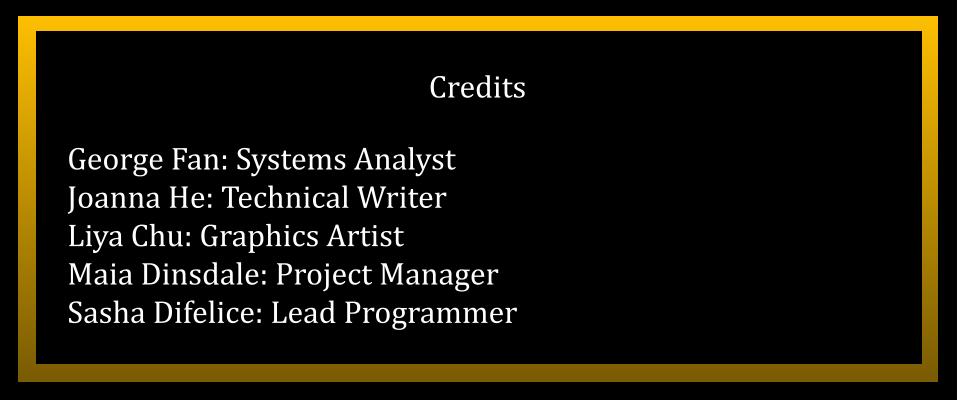 Credits
George Fan: Systems Analyst
Joanna He: Technical Writer
Liya Chu: Graphics Artist
Maia Dinsdale: Project Manager
Sasha Difelice: Lead Programmer